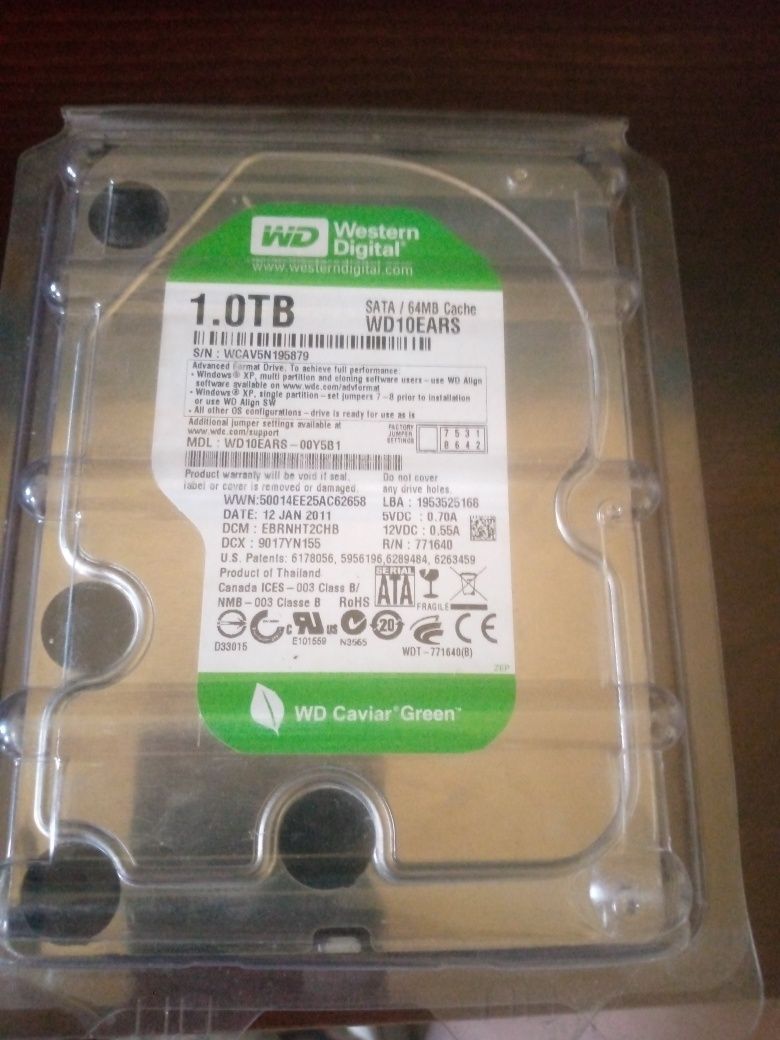 WD Western
Digital®
www.westerndigital.com
1.0TB
SATA / 64MB Cache
WD10EARS
S/N : WCAV5N195879
Advanced Format Drive. To achieve full performance:
- Windows® XP, multi partition and cloning software users - use WD Align
software available on www.wdc.com/advformat
- Windows® XP, single partition - set jumpers 7 - 8 prior to installation
or use WD Align SW
- All other OS configurations - drive is ready for use as is
Additional jumper settings available at
www.wdc.com/support
FACTORY
JUMPER
SETTINGS
7 5 3 1
8 6 4 2
MDL : WD10EARS - 00Y5B1
Product warranty will be void if seal,
label or cover is removed or damaged.
Do not cover
any drive holes.
WWN:50014EE25AC62658
LBA : 1953525168
DATE: 12 JAN 2011
5VDC : 0.70A
DCM : EBRNHT2CHB
12VDC : 0.55A
DCX : 9017YN155
R/N : 771640
U.S. Patents: 6178056, 5956196,6289484, 6263459
Product of Thailand
Canada ICES - 003 Class B/
NMB - 003 Classe B RoHS
SERIAL
ATA
FRAGILE
20
CE
D33015
E101559
N3565
WDT - 771640(B)
ZEP
WD Caviar® Green™